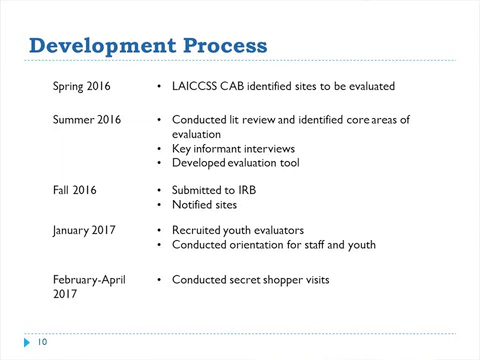 Development Process
Spring 2016
• LAICCSS CAB identified sites to be evaluated
Summer 2016
• Conducted lit review and identified core areas of
evaluation
• Key informant interviews
• Developed evaluation tool
Fall 2016
• Submitted to IRB
• Notified sites
January 2017
• Recruited youth evaluators
• Conducted orientation for staff and youth
February-April
2017
• Conducted secret shopper visits
10